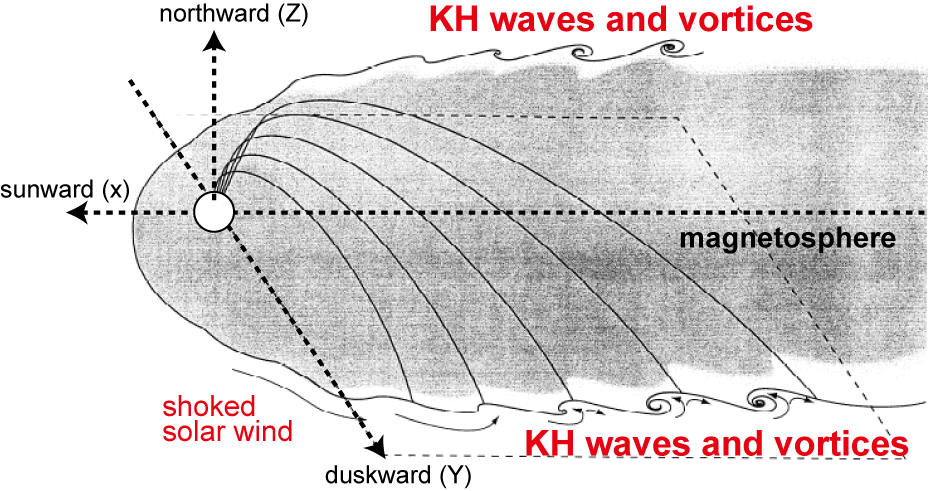 northward (Z)
KH waves and vortices
sunward (x)
magnetosphere
shoked
solar wind
KH waves and vortices
duskward (Y)